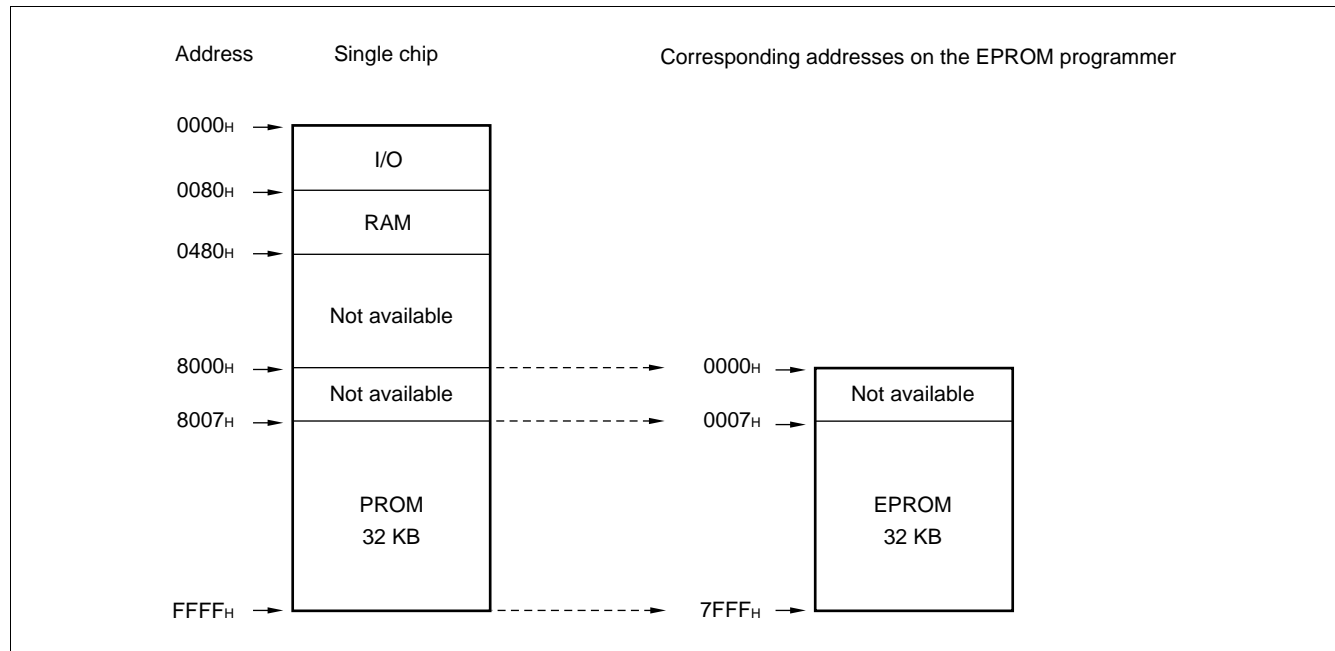 Address Single chip Corresponding addresses on the EPROM programmer
0000H
I/O
0080H
RAM
0480H
Not available
8000H 0000H
Not available Not available
8007H 0007H
PROM EPROM
32 KB 32 KB
FFFFH 7FFFH